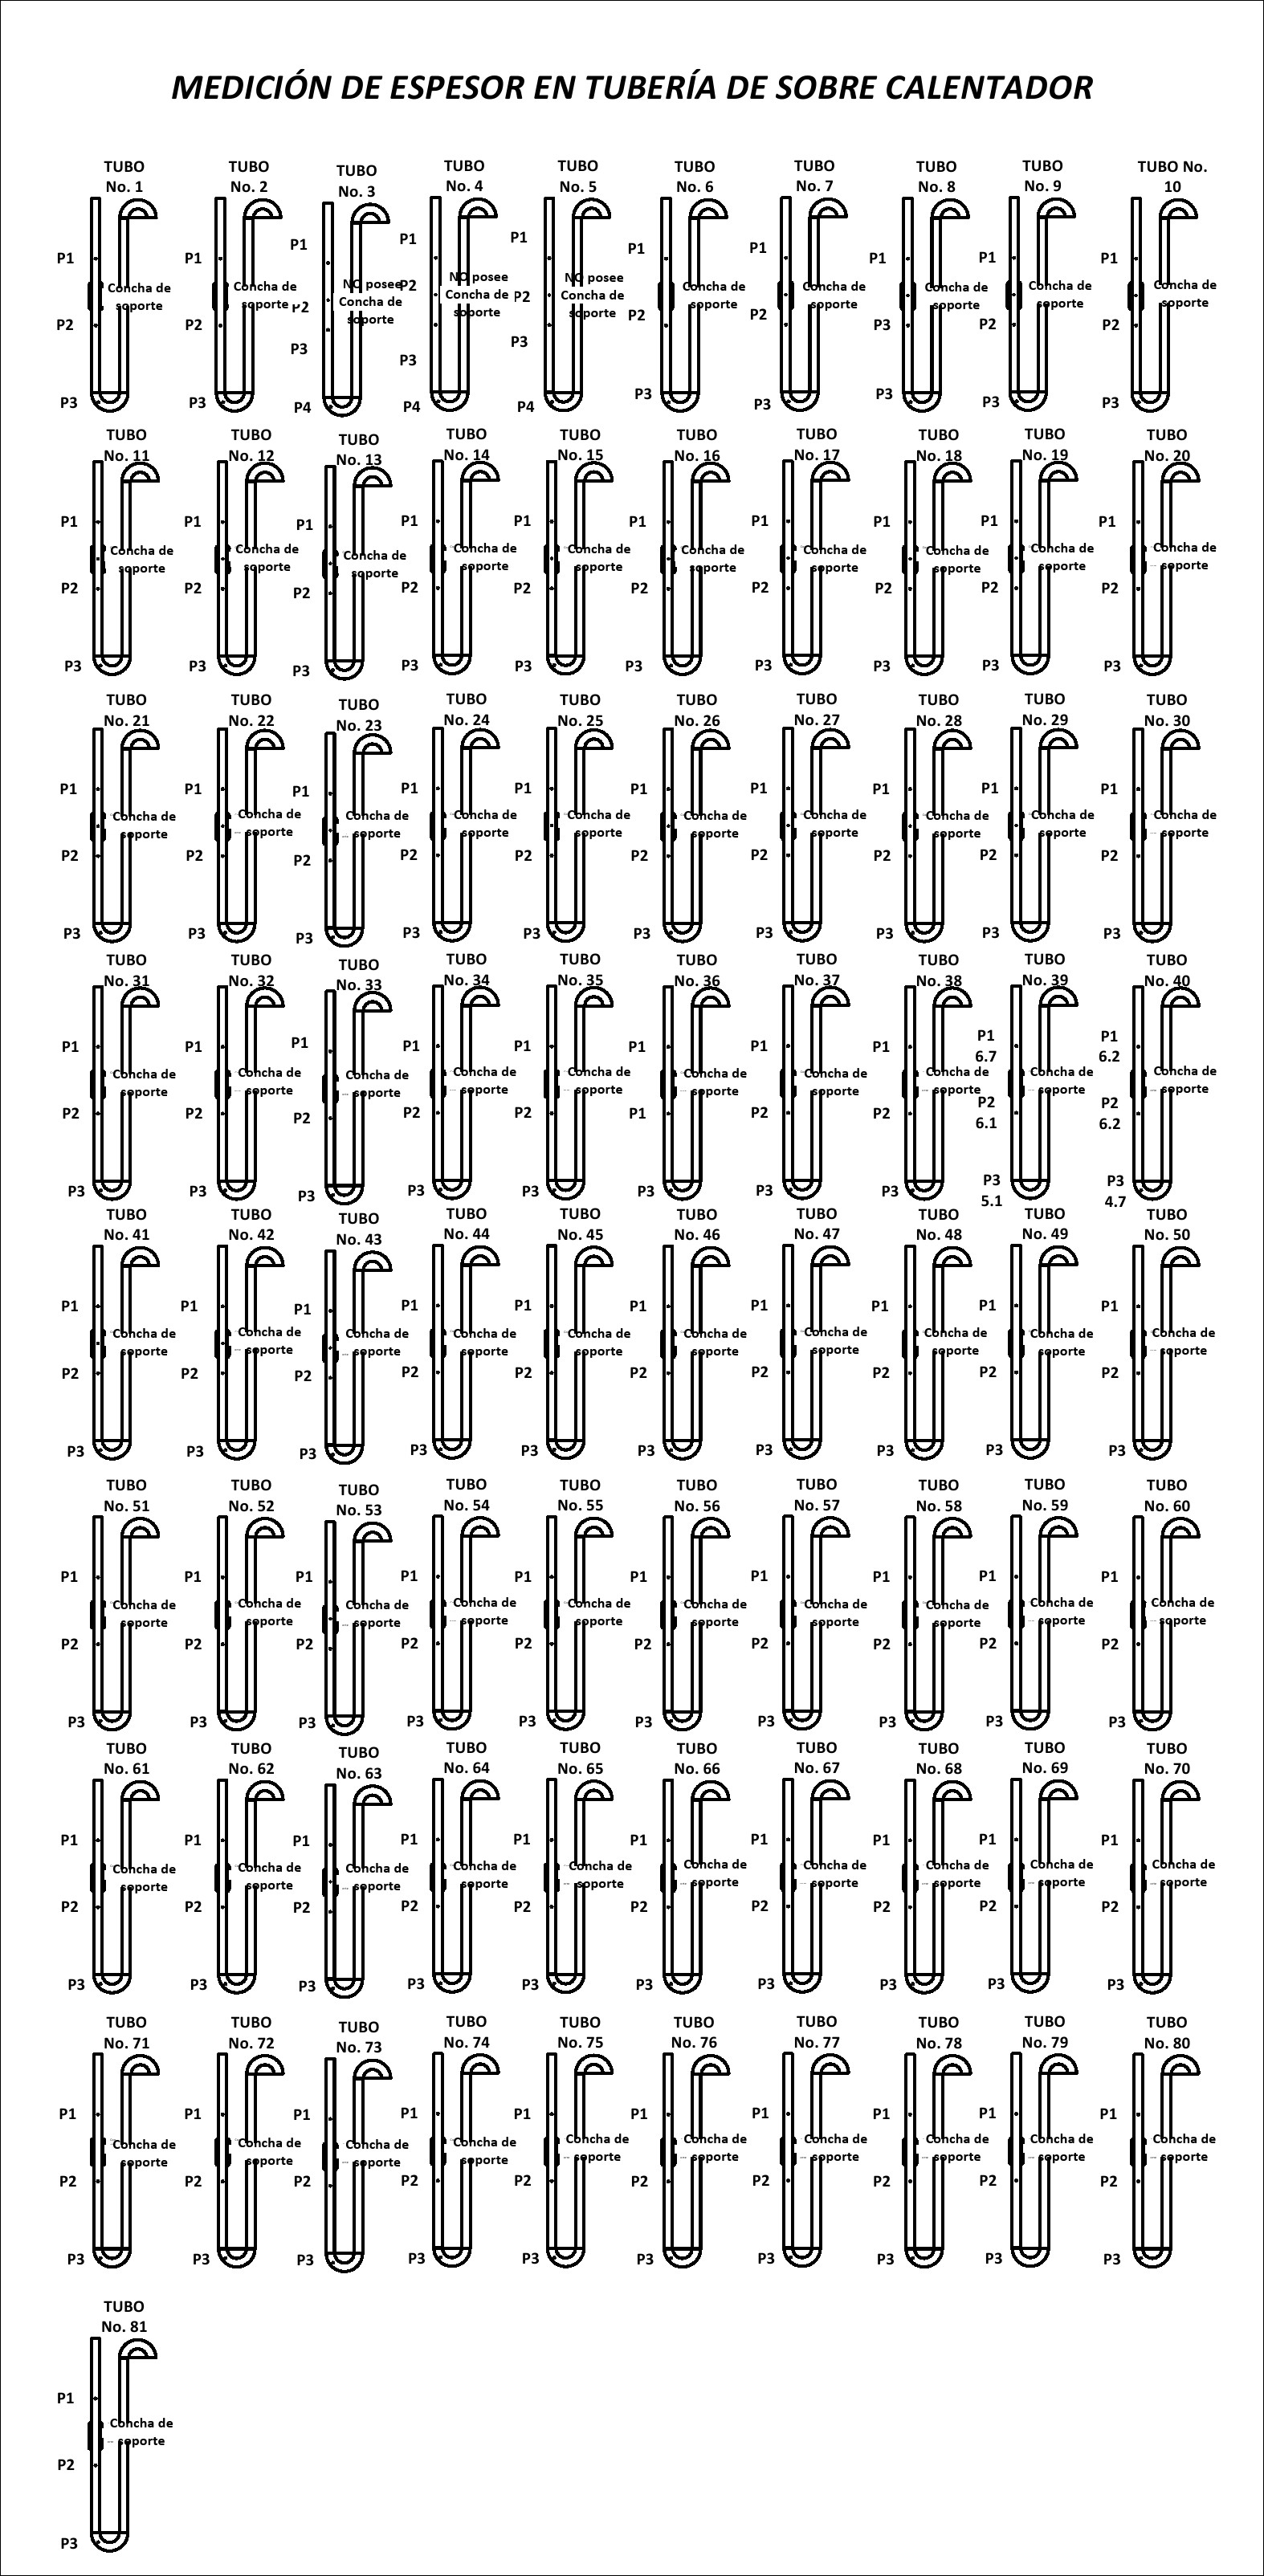 MEDICIÓN DE ESPESOR EN TUBERÍA DE SOBRE CALENTADOR
TUBO TUBO TUBO TUBO TUBO TUBO TUBO TUBO TUBO TUBO No.
No. 1 No. 2 No. 3 No. 4 No. 5 No. 6 No. 7 No. 8 No. 9 10
P1 P1 P1 P1 P1 P1 P1 P1 P1 P1
NO posee NO posee NO posee
Concha de Concha de Concha de Concha de Concha de Concha de Concha de Concha de Concha de Concha de
soporte soporte soporte soporte soporte soporte soporte soporte soporte soporte
P2 P2 P2 P2 P2 P2 P2 P3 P2 P2
P3 P3 P3
P3 P3 P4 P4 P4 P3 P3 P3 P3 P3
TUBO TUBO TUBO TUBO TUBO TUBO TUBO TUBO TUBO TUBO
No. 11 No. 12 No. 13 No. 14 No. 15 No. 16 No. 17 No. 18 No. 19 No. 20
P1 P1 P1 P1 P1 P1 P1 P1 P1 P1
Concha de Concha de Concha de Concha de Concha de Concha de Concha de Concha de Concha de Concha de
soporte soporte soporte soporte soporte soporte soporte soporte soporte soporte
P2 P2 P2 P2 P2 P2 P2 P2 P2 P2
P3 P3 P3 P3 P3 P3 P3 P3 P3 P3
TUBO TUBO TUBO TUBO TUBO TUBO TUBO TUBO TUBO TUBO
No. 21 No. 22 No. 23 No. 24 No. 25 No. 26 No. 27 No. 28 No. 29 No. 30
P1 P1 P1 P1 P1 P1 P1 P1 P1 P1
Concha de Concha de Concha de Concha de Concha de Concha de Concha de Concha de Concha de Concha de
soporte soporte soporte soporte soporte soporte soporte soporte soporte soporte
P2 P2 P2 P2 P2 P2 P2 P2 P2 P2
P3 P3 P3 P3 P3 P3 P3 P3 P3 P3
TUBO TUBO TUBO TUBO TUBO TUBO TUBO TUBO TUBO TUBO
No. 31 No. 32 No. 33 No. 34 No. 35 No. 36 No. 37 No. 38 No. 39 No. 40
P1 P1 P1 P1 P1 P1 P1 P1 P1 P1
6.7 6.2
Concha de Concha de Concha de Concha de Concha de Concha de Concha de Concha de Concha de Concha de
soporte soporte soporte soporte soporte soporte soporte soporte soporte soporte
P2 P2 P2 P2 P2 P1 P2 P2 P2 P2
6.1 6.2
P3 P3 P3 P3 P3 P3 P3 P3 P3 P3
5.1 4.7
TUBO TUBO TUBO TUBO TUBO TUBO TUBO TUBO TUBO TUBO
No. 41 No. 42 No. 43 No. 44 No. 45 No. 46 No. 47 No. 48 No. 49 No. 50
P1 P1 P1 P1 P1 P1 P1 P1 P1 P1
Concha de Concha de Concha de Concha de Concha de Concha de Concha de Concha de Concha de Concha de
soporte soporte soporte soporte soporte soporte soporte soporte soporte soporte
P2 P2 P2 P2 P2 P2 P2 P2 P2 P2
P3 P3 P3 P3 P3 P3 P3 P3 P3 P3
TUBO TUBO TUBO TUBO TUBO TUBO TUBO TUBO TUBO TUBO
No. 51 No. 52 No. 53 No. 54 No. 55 No. 56 No. 57 No. 58 No. 59 No. 60
P1 P1 P1 P1 P1 P1 P1 P1 P1 P1
Concha de Concha de Concha de Concha de Concha de Concha de Concha de Concha de Concha de Concha de
soporte soporte soporte soporte soporte soporte soporte soporte soporte soporte
P2 P2 P2 P2 P2 P2 P2 P2 P2 P2
P3 P3 P3 P3 P3 P3 P3 P3 P3 P3
TUBO TUBO TUBO TUBO TUBO TUBO TUBO TUBO TUBO TUBO
No. 61 No. 62 No. 63 No. 64 No. 65 No. 66 No. 67 No. 68 No. 69 No. 70
P1 P1 P1 P1 P1 P1 P1 P1 P1 P1
Concha de Concha de Concha de Concha de Concha de Concha de Concha de Concha de Concha de Concha de
soporte soporte soporte soporte soporte soporte soporte soporte soporte soporte
P2 P2 P2 P2 P2 P2 P2 P2 P2 P2
P3 P3 P3 P3 P3 P3 P3 P3 P3 P3
TUBO TUBO TUBO TUBO TUBO TUBO TUBO TUBO TUBO TUBO
No. 71 No. 72 No. 73 No. 74 No. 75 No. 76 No. 77 No. 78 No. 79 No. 80
P1 P1 P1 P1 P1 P1 P1 P1 P1 P1
Concha de Concha de Concha de Concha de Concha de Concha de Concha de Concha de Concha de Concha de
soporte soporte soporte soporte soporte soporte soporte soporte soporte soporte
P2 P2 P2 P2 P2 P2 P2 P2 P2 P2
P3 P3 P3 P3 P3 P3 P3 P3 P3 P3
TUBO
No. 81
P1
Concha de
soporte
P2
P3